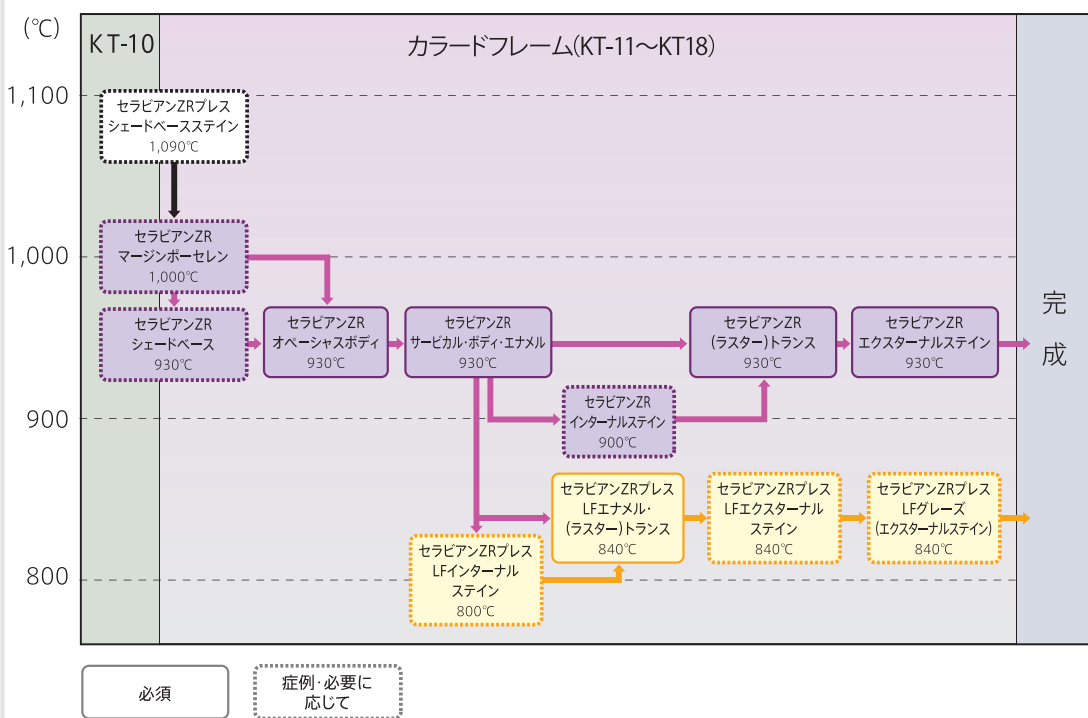 (℃)
KT-10
カラードフレーム(KT-11〜KT18)
1,100
1,000
900
800
セラビアンZRプレス
シェードベースステイン
1,090℃
セラビアンZR
マージンポーセレン
1,000℃
セラビアンZR
シェードベース
930℃
セラビアンZR
オペーシャスボディ
930℃
セラビアンZR
サービカル・ボディ・エナメル
930℃
セラビアンZR
(ラスター)トランス
930℃
セラビアンZR
エクスターナルステイン
930℃
セラビアンZR
インターナルステイン
900℃
セラビアンZRプレス
LFエナメル・
(ラスター)トランス
840℃
セラビアンZRプレス
LFエクスターナル
ステイン
840℃
セラビアンZRプレス
LFグレーズ
(エクスターナルステイン)
840℃
セラビアンZRプレス
LFインターナル
ステイン
800℃
完成
必須
症例・必要に
応じて